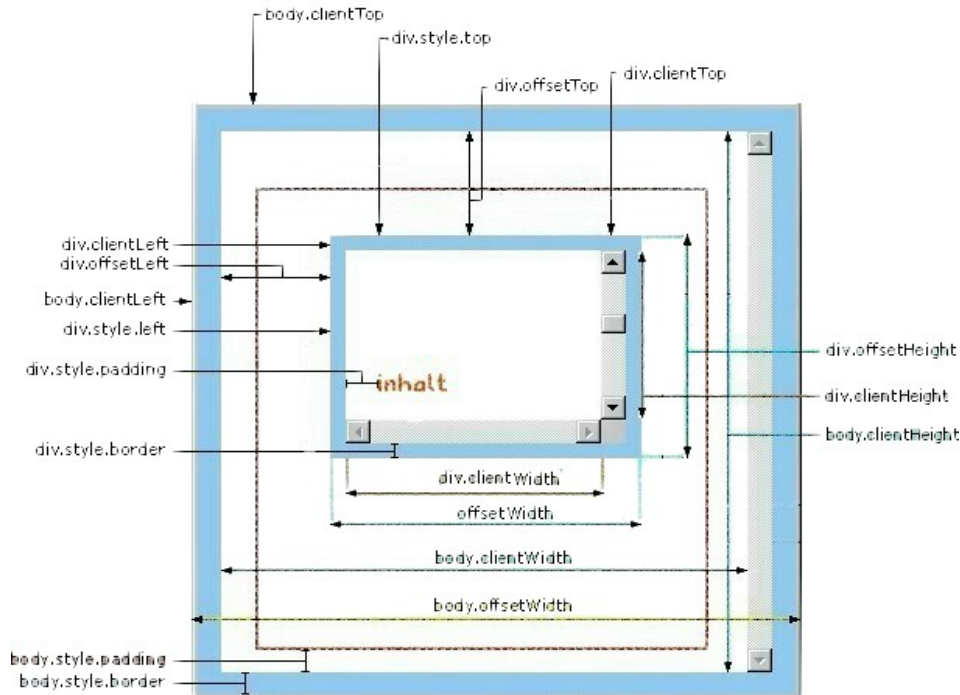 body.clientTop
div.style.top
div.clientTop
div.offsetTop
div.clientLeft
div.offsetLeft
body.clientLeft
div.style.left
div.offsetHeight
div.style.padding
inhalt
div.clientHeight
body.clientHeight
div.style.border
div.clientWidth
offsetWidth
body.clientWidth
body.offsetWidth
body.style.padding
body.style.border